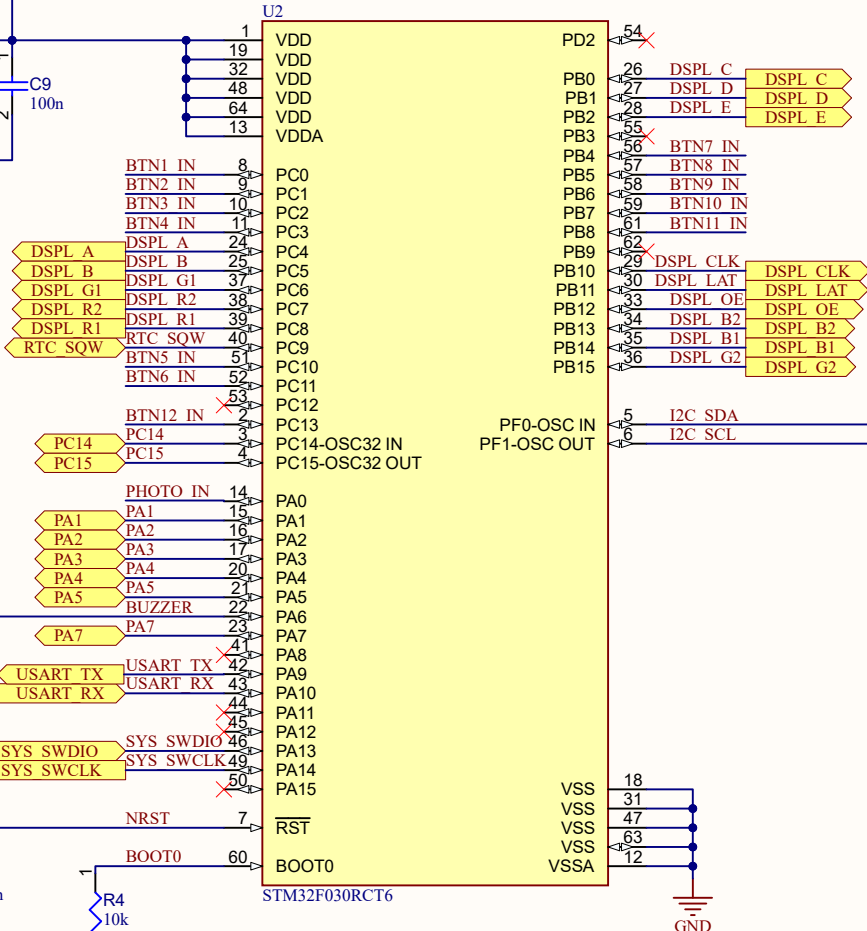 U2
1 VDD PD2 54
19 VDD
32 VDD PB0 26 DSPL_C DSPL_C
48 VDD PB1 27 DSPL_D DSPL_D
64 VDD PB2 28 DSPL_E DSPL_E
13 VDDA PB3 55
PB4 56 BTN7_IN
BTN1_IN 8 PC0 PB5 57 BTN8_IN
BTN2_IN 9 PC1 PB6 58 BTN9_IN
BTN3_IN 10 PC2 PB7 59 BTN10_IN
BTN4_IN 11 PC3 PB8 61 BTN11_IN
DSPL_A DSPL_A 24 PC4 PB9 62
DSPL_B DSPL_B 25 PC5 PB10 29 DSPL_CLK DSPL_CLK
DSPL_G1 DSPL_G1 37 PC6 PB11 30 DSPL_LAT DSPL_LAT
DSPL_R2 DSPL_R2 38 PC7 PB12 33 DSPL_OE DSPL_OE
DSPL_R1 DSPL_R1 39 PC8 PB13 34 DSPL_B2 DSPL_B2
RTC_SQW RTC_SQW 40 PC9 PB14 35 DSPL_B1 DSPL_B1
BTN5_IN 51 PC10 PB15 36 DSPL_G2 DSPL_G2
BTN6_IN 52 PC11
53 PC12
BTN12_IN 2 PC13 PF0-OSC IN 5 I2C_SDA
PC14 PC14 3 PC14-OSC32 IN PF1-OSC OUT 6 I2C_SCL
PC15 PC15 4 PC15-OSC32 OUT
PHOTO_IN 14 PA0
PA1 PA1 15 PA1
PA2 PA2 16 PA2
PA3 PA3 17 PA3
PA4 PA4 20 PA4
PA5 PA5 21 PA5
BUZZER 22 PA6
PA7 PA7 23 PA7
41 PA8
USART_TX USART_TX 42 PA9
USART_RX USART_RX 43 PA10
44 PA11
45 PA12
SYS_SWDIO SYS_SWDIO 46 PA13
SYS_SWCLK SYS_SWCLK 49 PA14
50 PA15 VSS 18
VSS 31
NRST 7 RST VSS 47
VSS 63
BOOT0 60 BOOT0 VSSA 12
STM32F030RCT6
GND
1
C9
100n
2
1
R4
10k